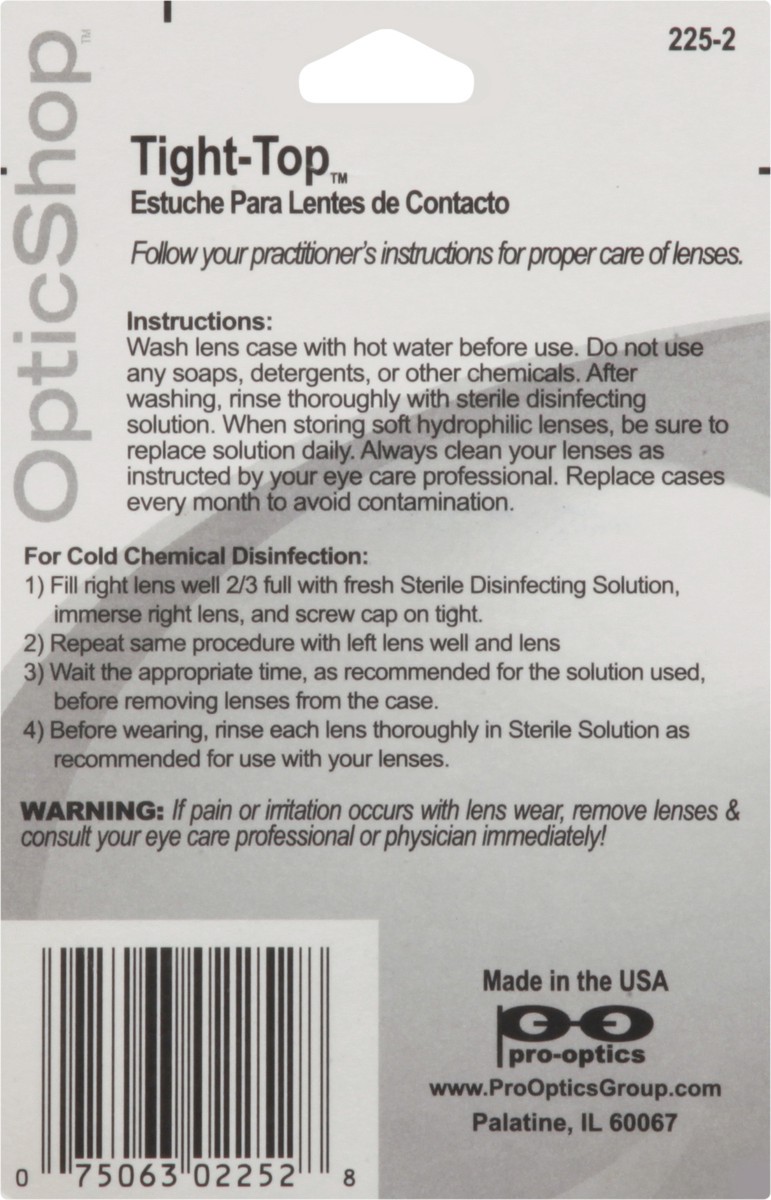 225-2
OpticShop™
Tight-Top™
Estuche Para Lentes de Contacto
Follow your practitioner's instructions for proper care of lenses.
Instructions:
Wash lens case with hot water before use. Do not use
any soaps, detergents, or other chemicals. After
washing, rinse thoroughly with sterile disinfecting
solution. When storing soft hydrophilic lenses, be sure to
replace solution daily. Always clean your lenses as
instructed by your eye care professional. Replace cases
every month to avoid contamination.
For Cold Chemical Disinfection:
1) Fill right lens well 2/3 full with fresh Sterile Disinfecting Solution,
immerse right lens, and screw cap on tight.
2) Repeat same procedure with left lens well and lens
3) Wait the appropriate time, as recommended for the solution used,
before removing lenses from the case.
4) Before wearing, rinse each lens thoroughly in Sterile Solution as
recommended for use with your lenses.
WARNING: If pain or irritation occurs with lens wear, remove lenses &
consult your eye care professional or physician immediately!
Made in the USA
pro-optics
www.ProOpticsGroup.com
Palatine, IL 60067
0 75063 02252 8